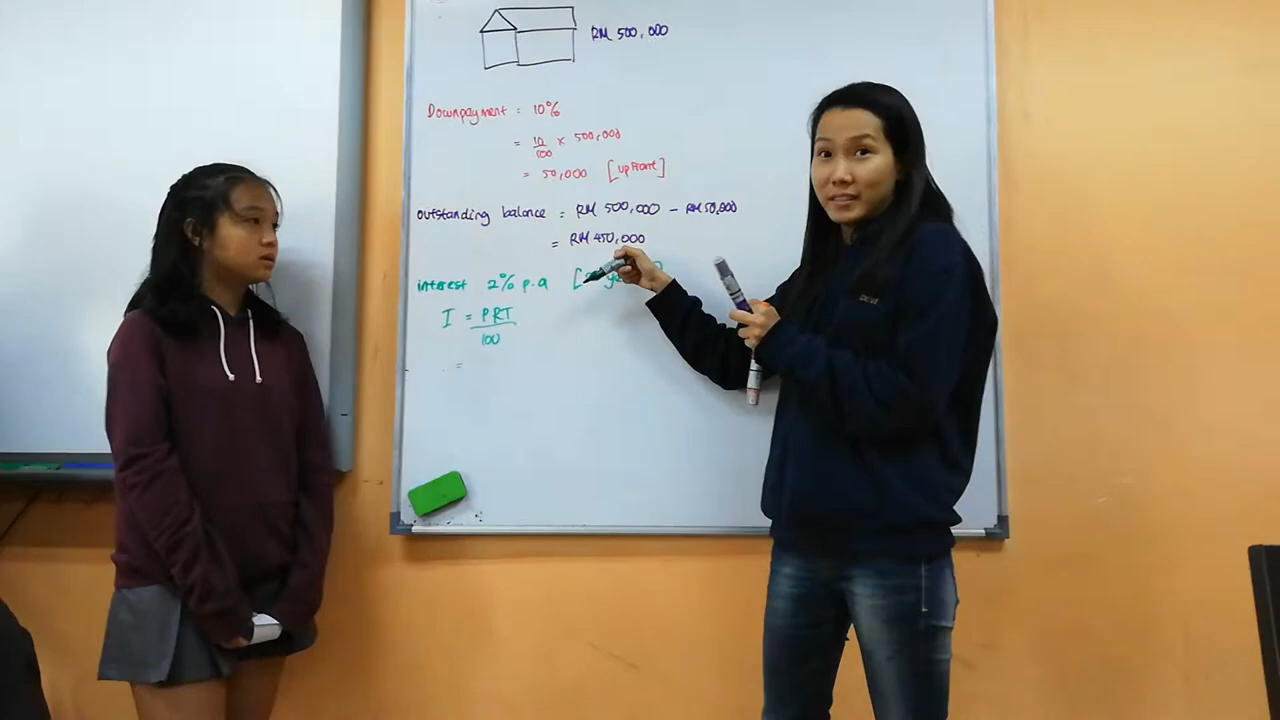 RM 500,000
Downpayment = 10%
= 10/100 × 500,000
= 50,000 [upfront]
outstanding balance = RM 500,000 - RM 50,000
= RM 450,000
interest 2% p.a [
I = PRT/100
=